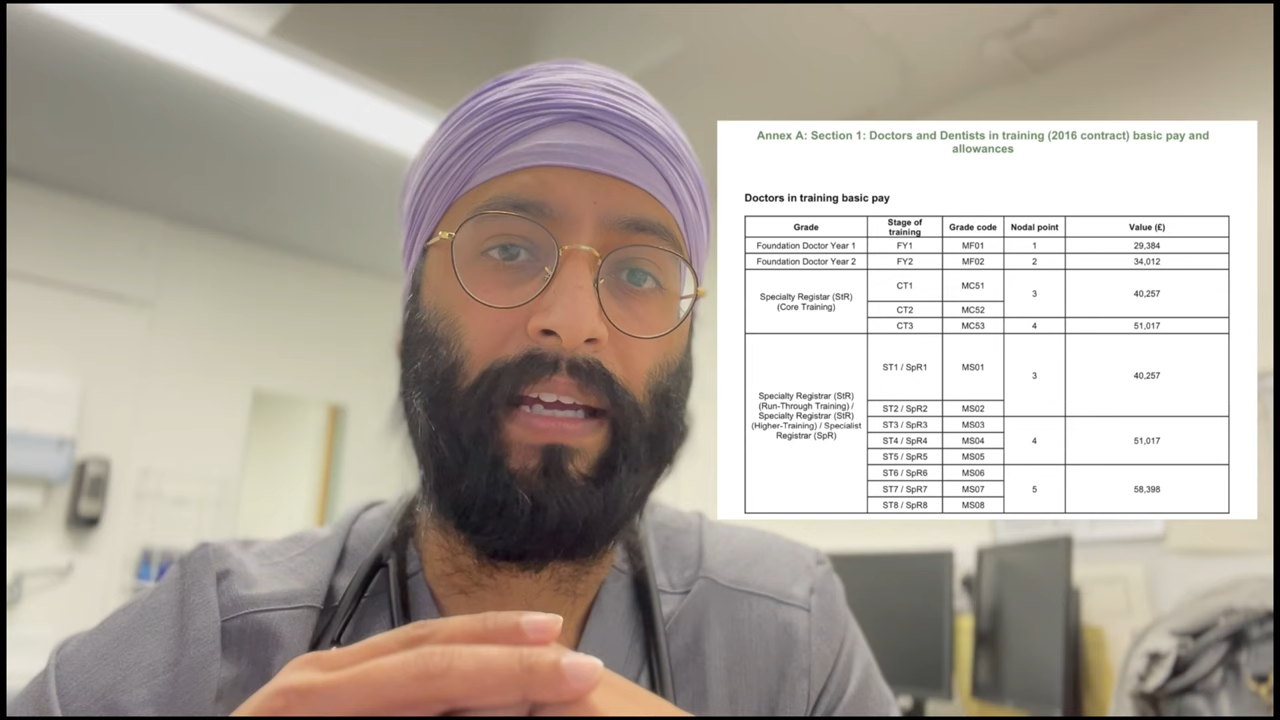 Annex A: Section 1: Doctors and Dentists in training (2016 contract) basic pay and
allowances
Doctors in training basic pay
Grade Stage of training Grade code Nodal point Value (£)
Foundation Doctor Year 1 FY1 MF01 1 29,384
Foundation Doctor Year 2 FY2 MF02 2 34,012
Specialty Registar (StR)
(Core Training)
CT1 MC51 3 40,257
CT2 MC52
CT3 MC53 4 51,017
Specialty Registrar (StR)
(Run-Through Training) /
Specialty Registrar (StR)
(Higher-Training) / Specialist
Registrar (SpR)
ST1 / SpR1 MS01 3 40,257
ST2 / SpR2 MS02
ST3 / SpR3 MS03
ST4 / SpR4 MS04 4 51,017
ST5 / SpR5 MS05
ST6 / SpR6 MS06
ST7 / SpR7 MS07 5 58,398
ST8 / SpR8 MS08